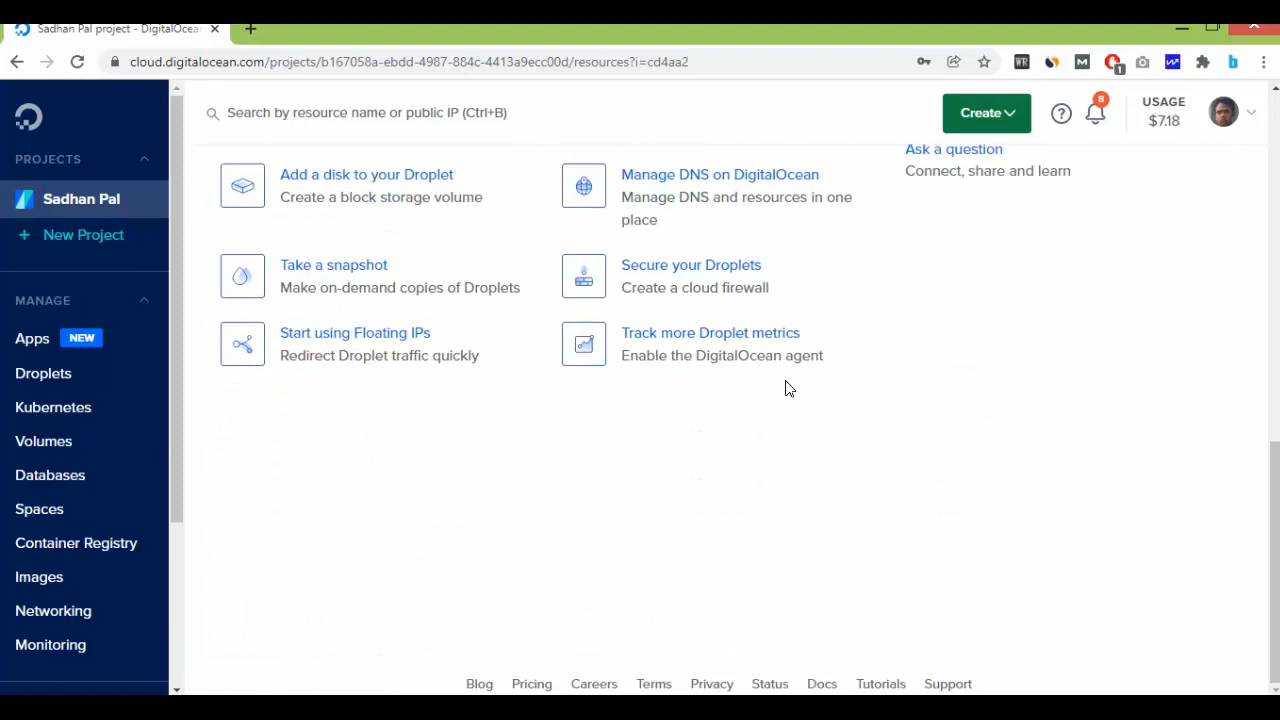 Sadhan Pal project - DigitalOcea
cloud.digitalocean.com/projects/b167058a-ebdd-4987-884c-4413a9ecc00d/resources?i=cd4aa2
WR
M
1
b
Search by resource name or public IP (Ctrl+B)
Create
?
8
USAGE
$7.18
PROJECTS
Sadhan Pal
+ New Project
MANAGE
Apps NEW
Droplets
Kubernetes
Volumes
Databases
Spaces
Container Registry
Images
Networking
Monitoring
Add a disk to your Droplet
Create a block storage volume
Manage DNS on DigitalOcean
Manage DNS and resources in one
place
Take a snapshot
Make on-demand copies of Droplets
Secure your Droplets
Create a cloud firewall
Start using Floating IPs
Redirect Droplet traffic quickly
Track more Droplet metrics
Enable the DigitalOcean agent
Ask a question
Connect, share and learn
Blog Pricing Careers Terms Privacy Status Docs Tutorials Support